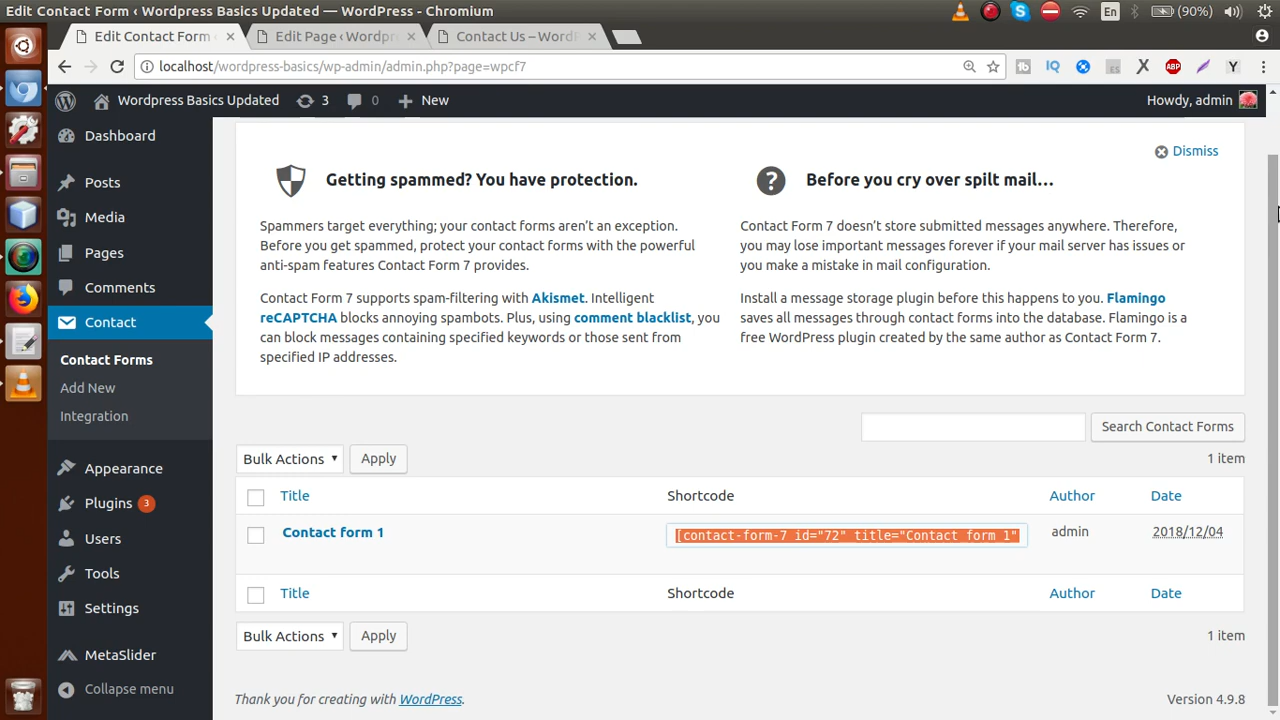 Edit Contact Form ‹ Wordpress Basics Updated — WordPress - Chromium
En
(90%)
Edit Contact Form ‹
Edit Page ‹ Wordpr
Contact Us – WordP
localhost/wordpress-basics/wp-admin/admin.php?page=wpcf7
IQ
ES
X
ABP
Y
Wordpress Basics Updated
3
0
New
Howdy, admin
Dashboard
Posts
Media
Pages
Comments
Contact
Contact Forms
Add New
Integration
Appearance
Plugins 3
Users
Tools
Settings
MetaSlider
Collapse menu
Dismiss
Getting spammed? You have protection.
Spammers target everything; your contact forms aren’t an exception.
Before you get spammed, protect your contact forms with the powerful
anti-spam features Contact Form 7 provides.
Contact Form 7 supports spam-filtering with Akismet. Intelligent
reCAPTCHA blocks annoying spambots. Plus, using comment blacklist, you
can block messages containing specified keywords or those sent from
specified IP addresses.
Before you cry over spilt mail…
Contact Form 7 doesn’t store submitted messages anywhere. Therefore,
you may lose important messages forever if your mail server has issues or
you make a mistake in mail configuration.
Install a message storage plugin before this happens to you. Flamingo
saves all messages through contact forms into the database. Flamingo is a
free WordPress plugin created by the same author as Contact Form 7.
Search Contact Forms
Bulk Actions
Apply
1 item
Title
Shortcode
Author
Date
Contact form 1
[contact-form-7 id="72" title="Contact form 1"
admin
2018/12/04
Title
Shortcode
Author
Date
Bulk Actions
Apply
1 item
Thank you for creating with WordPress.
Version 4.9.8